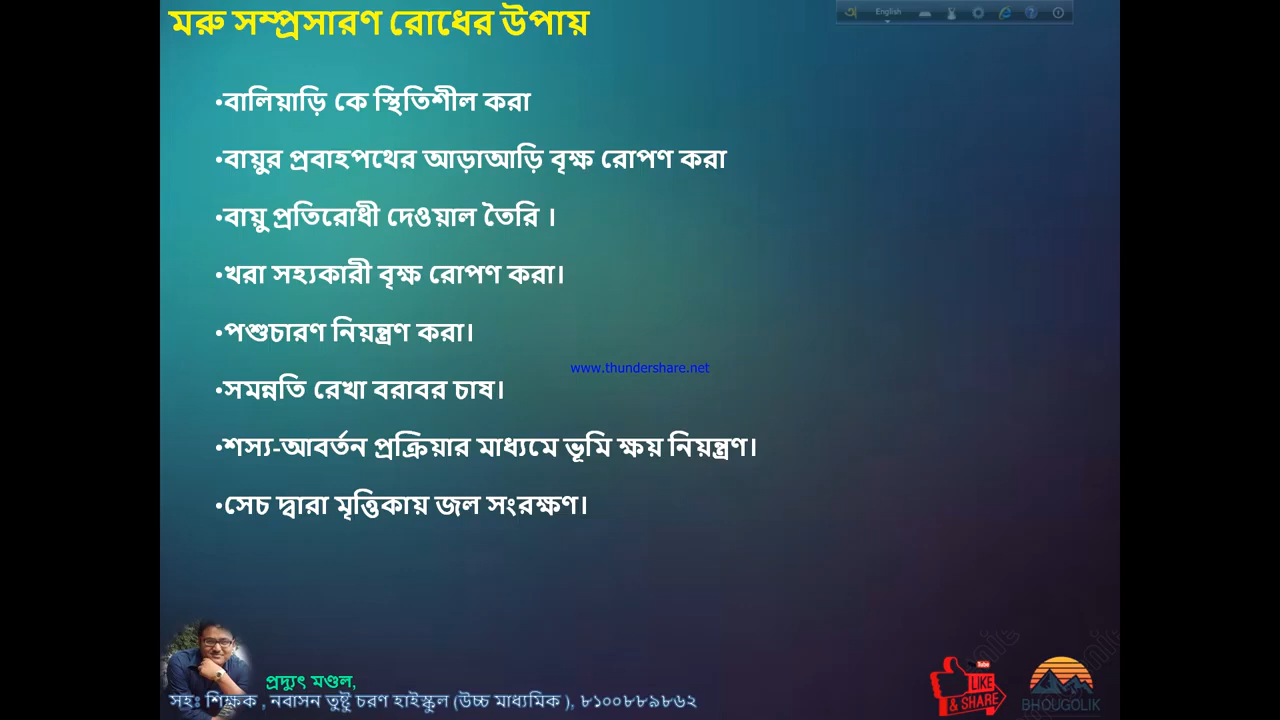 মরু সম্প্রসারণ রোধের উপায়
English
•বালিয়াড়ি কে স্থিতিশীল করা
•বায়ুর প্রবাহপথের আড়াআড়ি বৃক্ষ রোপণ করা
•বায়ু প্রতিরোধী দেওয়াল তৈরি ।
•খরা সহ্যকারী বৃক্ষ রোপণ করা।
•পশুচারণ নিয়ন্ত্রণ করা।
www.thundershare.net
•সমন্নতি রেখা বরাবর চাষ।
•শস্য-আবর্তন প্রক্রিয়ার মাধ্যমে ভূমি ক্ষয় নিয়ন্ত্রণ।
•সেচ দ্বারা মৃত্তিকায় জল সংরক্ষণ।
প্রদ্যুৎ মণ্ডল,
সহঃ শিক্ষক , নবাসন তুষ্টু চরণ হাইস্কুল (উচ্চ মাধ্যমিক ), ৮১০০৮৮৯৮৬২
LIKE
& SHARE
BHOUGOLIK